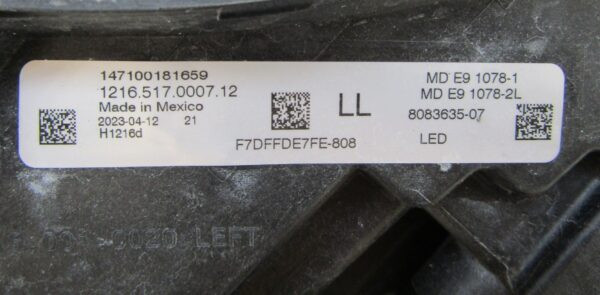 147100181659
1216.517.0007.12
Made in Mexico
2023-04-12 21
H1216d
LL
F7DFFDE7FE-808
MD E9 1078-1
MD E9 1078-2L
8083635-07
LED
LEFT